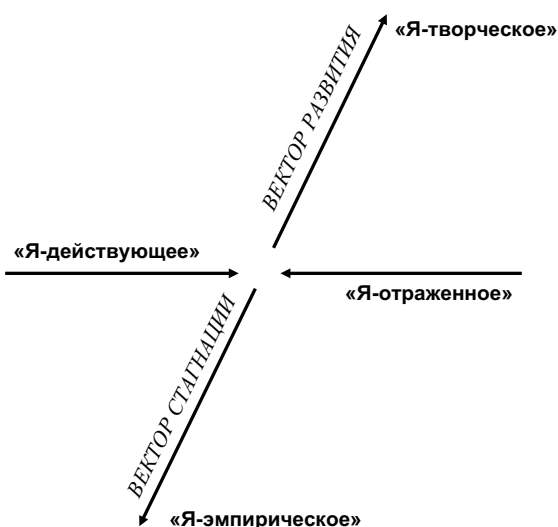 «Я-творческое»
ВЕКТОР РАЗВИТИЯ
«Я-действующее»
«Я-отраженное»
ВЕКТОР СТАГНАЦИИ
«Я-эмпирическое»